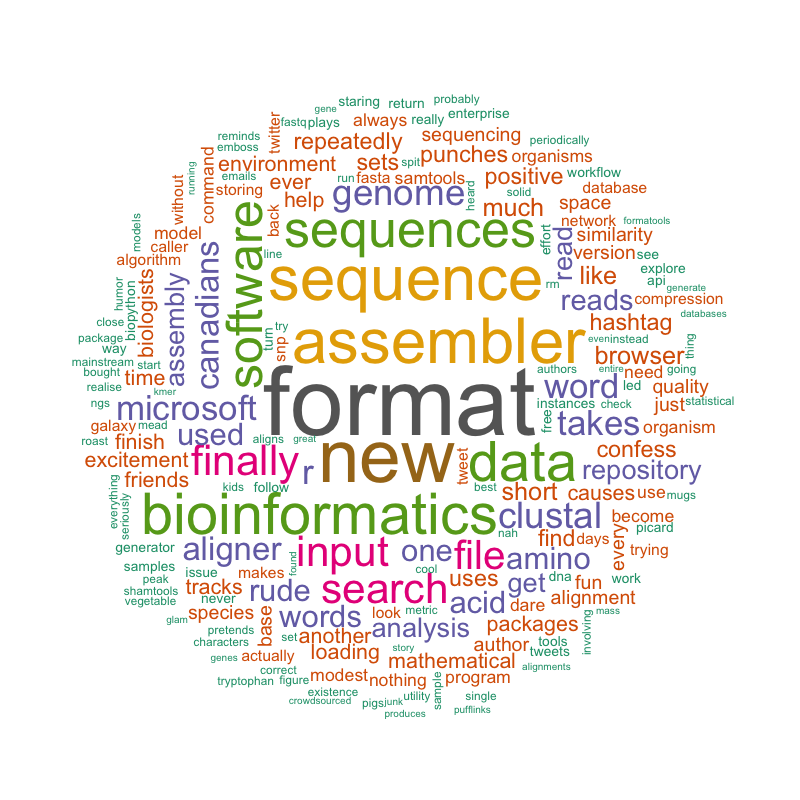 staring
return
probably
gene
fastq
plays
always
really
enterprise
twitter
reminds
emboss
repeatedly
sequencing
periodically
environment
sets
spit
punches
organisms
running
emails
storing
ever
run
fasta
samtools
positive
workflow
without
command
help
back
genome
heard
solid
much
database
space
models
model
caller
algorithm
line
software
sequences
effort
read
network
formatools
similarity
version
see
humor
biopython
biologists
assembly
canadians
sequence
rm
like
explore
api
generate
reads
compression
databases
close
package
way
mainstream
bought
realise
start
time
turn
try
snp
assembler
hashtag
even
instead
thing
browser
authors
entire
need
going
kmer
ngs
mead
microsoft
format
word
led
quality
instances
check
just
statistical
free
takes
galaxy
roast
finish
used
aligns
great
organism
excitement
friends
finally
r
new
tweet
data
confess
repository
everything
seriously
kids
follow
best
short
causes
use
mugs
bioinformatics
clustal
become
picard
generator
nah
find
days
every
trying
samples
peak
issue
aligner
found
input
cool
one
file
amino
shamtools
vegetable
never
makes
tracks
rude
search
uses
get
dna
fun
work
glam
species
base
words
look
metric
acid
dare
alignment
mass
pretends
characters
set
another
analysis
packages
involving
genes
actually
loading
story
author
tools
tweets
correct
modest
mathematical
alignments
tryptophan
figure
nothing
program
existence
crowdsourced
pigs
junk
utility
sample
single
produces
pufflinks